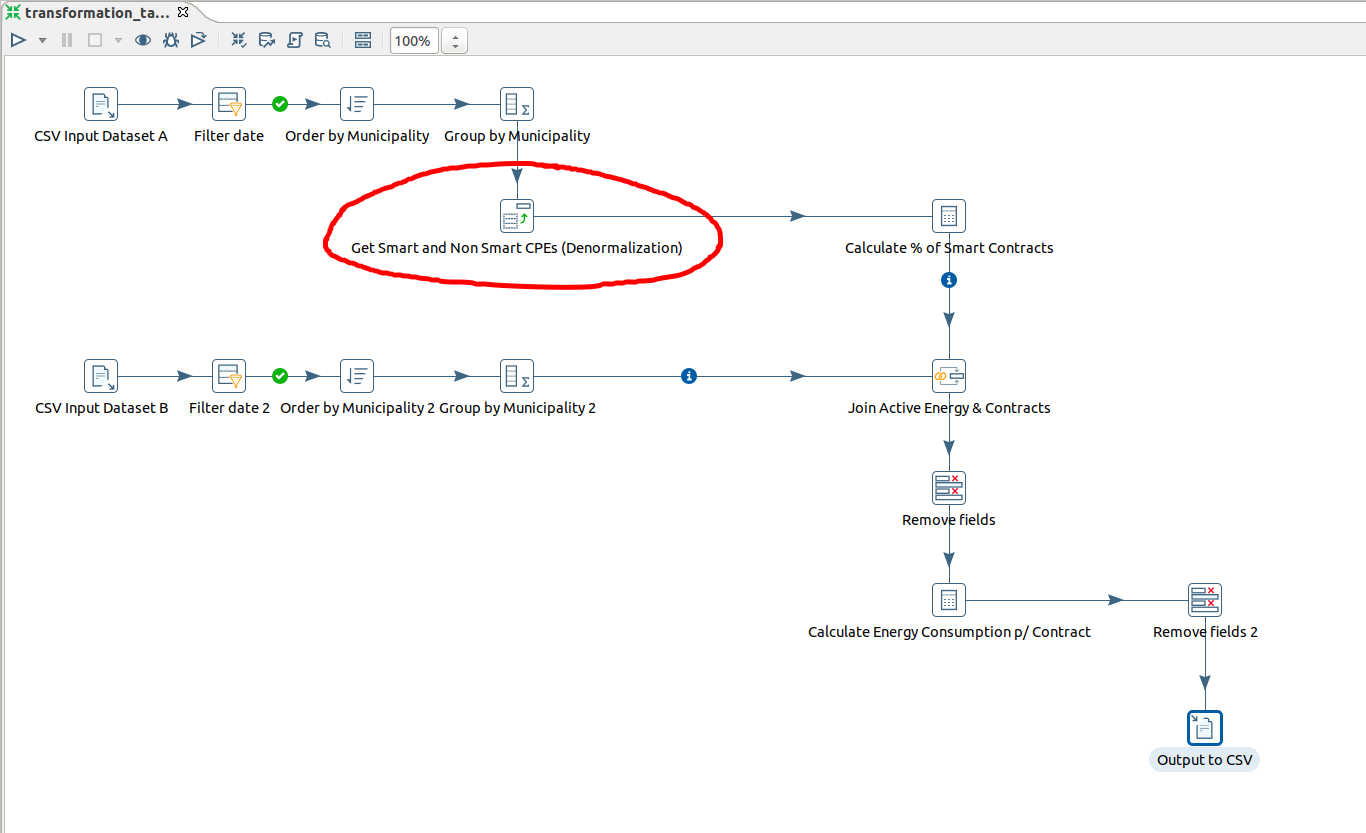 transformation_ta...
100%
CSV Input Dataset A
Filter date
Order by Municipality
Group by Municipality
Get Smart and Non Smart CPEs (Denormalization)
Calculate % of Smart Contracts
CSV Input Dataset B
Filter date 2
Order by Municipality 2
Group by Municipality 2
Join Active Energy & Contracts
Remove fields
Calculate Energy Consumption p/ Contract
Remove fields 2
Output to CSV